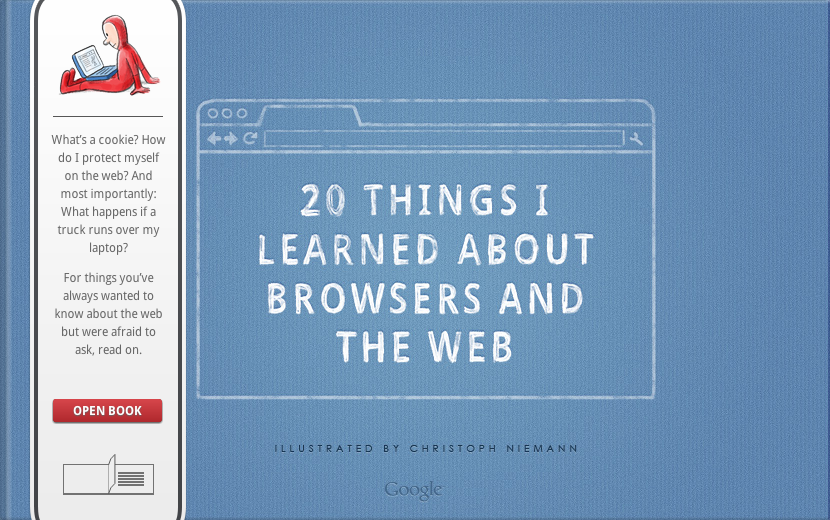 What's a cookie? How
do I protect myself
on the web? And
most importantly:
What happens if a
truck runs over my
laptop?
For things you've
always wanted to
know about the web
but were afraid to
ask, read on.
OPEN BOOK
20 THINGS I
LEARNED ABOUT
BROWSERS AND
THE WEB
ILLUSTRATED BY CHRISTOPH NIEMANN
Google